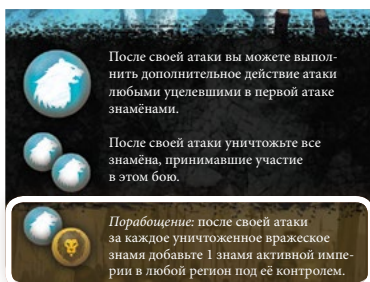 После своей атаки вы можете выпол-
нить дополнительное действие атаки
любыми уцелевшими в первой атаке
знамёнами.
После своей атаки уничтожьте все
знамёна, принимавшие участие
в этом бою.
Порабощение: после своей атаки
за каждое уничтоженное вражеское
знамя добавьте 1 знамя активной импе-
рии в любой регион под её контролем.